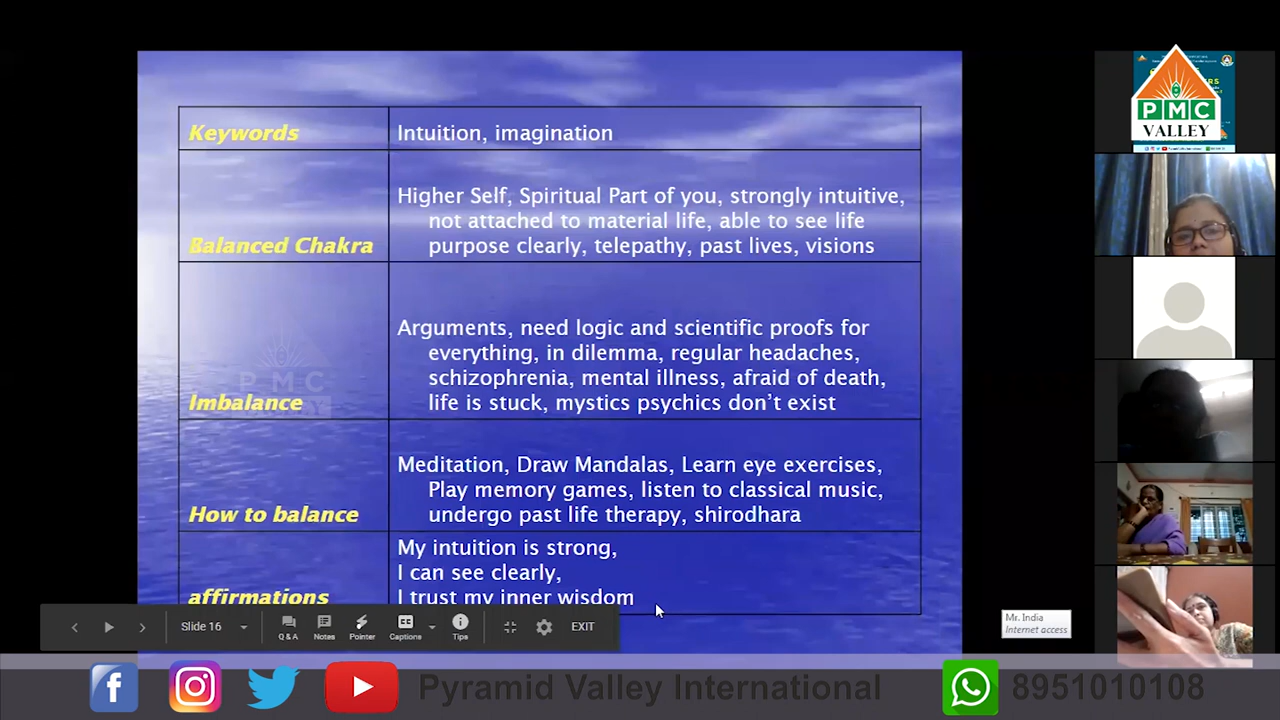 Keywords
Intuition, imagination
Balanced Chakra
Higher Self, Spiritual Part of you, strongly intuitive,
not attached to material life, able to see life
purpose clearly, telepathy, past lives, visions
Imbalance
Arguments, need logic and scientific proofs for
everything, in dilemma, regular headaches,
schizophrenia, mental illness, afraid of death,
life is stuck, mystics psychics don't exist
How to balance
Meditation, Draw Mandalas, Learn eye exercises,
Play memory games, listen to classical music,
undergo past life therapy, shirodhara
affirmations
My intuition is strong,
I can see clearly,
I trust my inner wisdom
PMC
VALLEY
Slide 16
Q & A
Notes
Pointer
Captions
Tips
EXIT
PMC
VALLEY
Mr. India
Internet access
Pyramid Valley International
8951010108